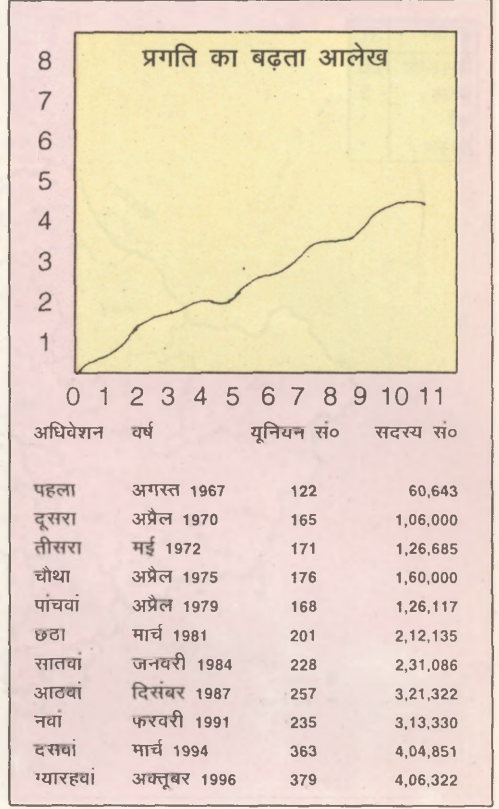 प्रगति का बढ़ता आलेख
8
7
6
5
4
3
2
1
0 1 2 3 4 5 6 7 8 9 10 11
अधिवेशन वर्ष यूनियन सं० सदस्य सं०
पहला अगस्त 1967 122 60,643
दूसरा अप्रैल 1970 165 1,06,000
तीसरा मई 1972 171 1,26,685
चौथा अप्रैल 1975 176 1,60,000
पांचवां अप्रैल 1979 168 1,26,117
छठा मार्च 1981 201 2,12,135
सातवां जनवरी 1984 228 2,31,086
आठवां दिसंबर 1987 257 3,21,322
नवां फरवरी 1991 235 3,13,330
दसवां मार्च 1994 363 4,04,851
ग्यारहवां अक्तूबर 1996 379 4,06,322